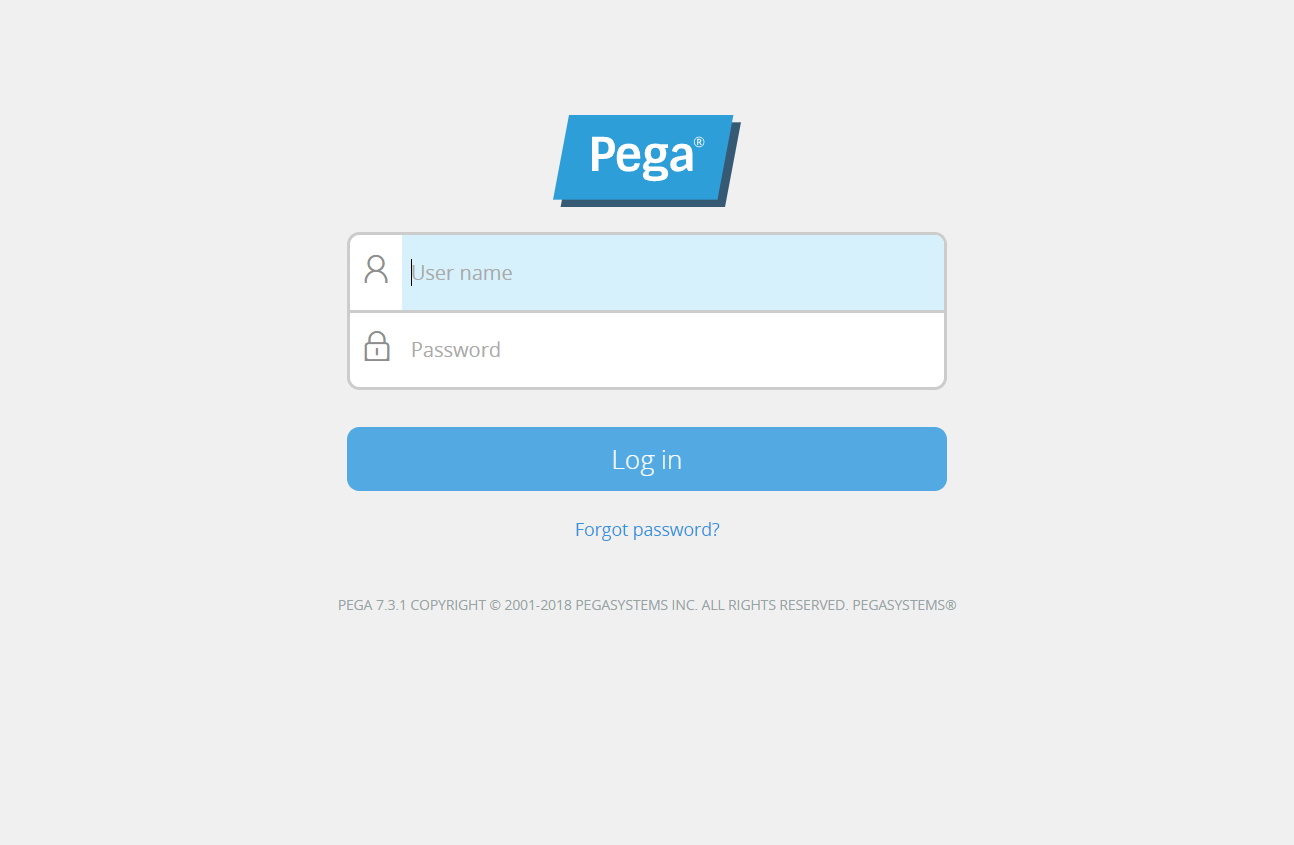 Pega®
User name
Password
Log in
Forgot password?
PEGA 7.3.1 COPYRIGHT © 2001-2018 PEGASYSTEMS INC. ALL RIGHTS RESERVED. PEGASYSTEMS®